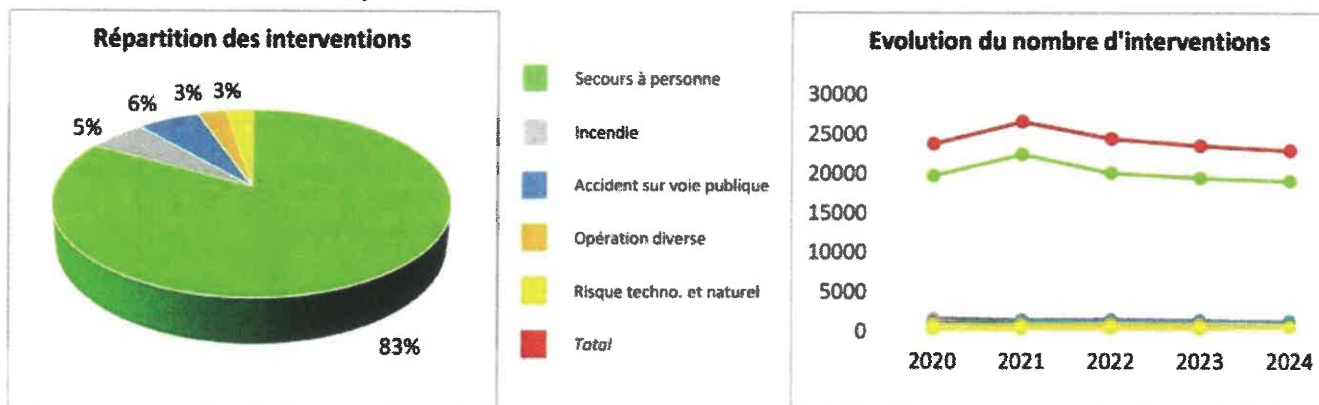 Répartition des interventions
6%
3%
3%
5%
83%
Secours à personne
Incendie
Accident sur voie publique
Opération diverse
Risque techno. et naturel
Total
Evolution du nombre d'interventions
30000
25000
20000
15000
10000
5000
0
2020 2021 2022 2023 2024